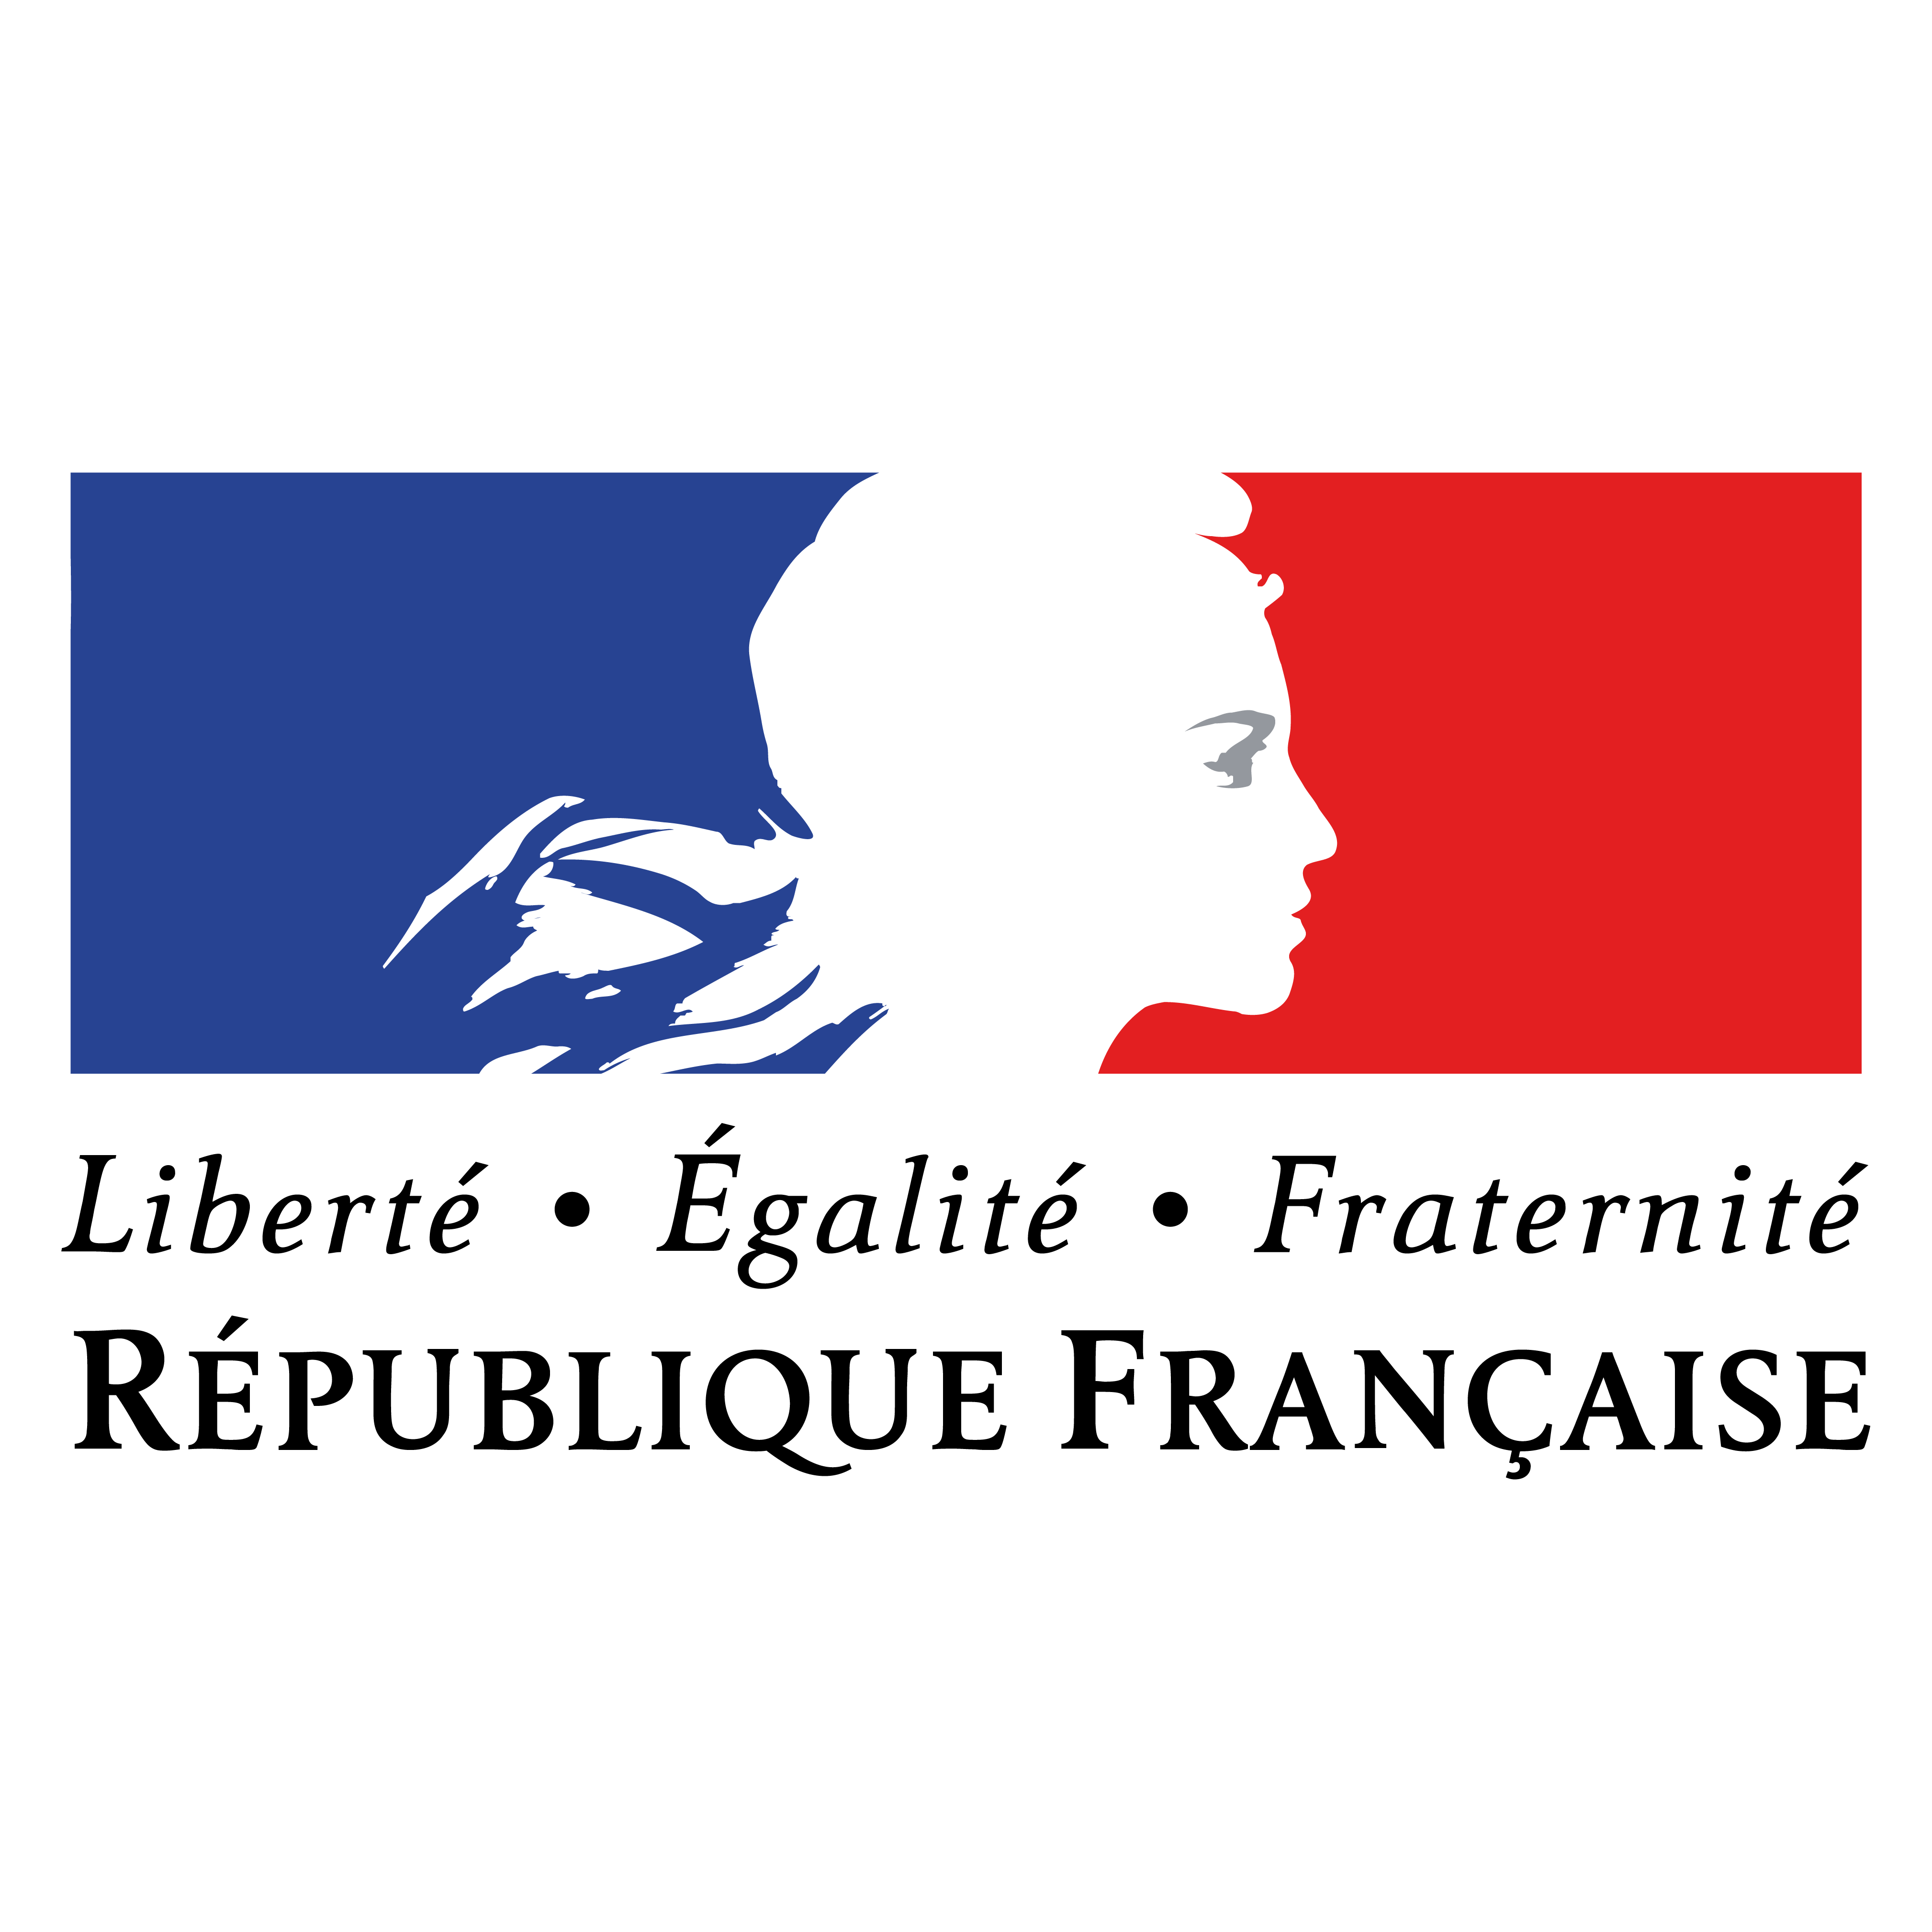 Liberté • Égalité • Fraternité
RÉPUBLIQUE FRANÇAISE